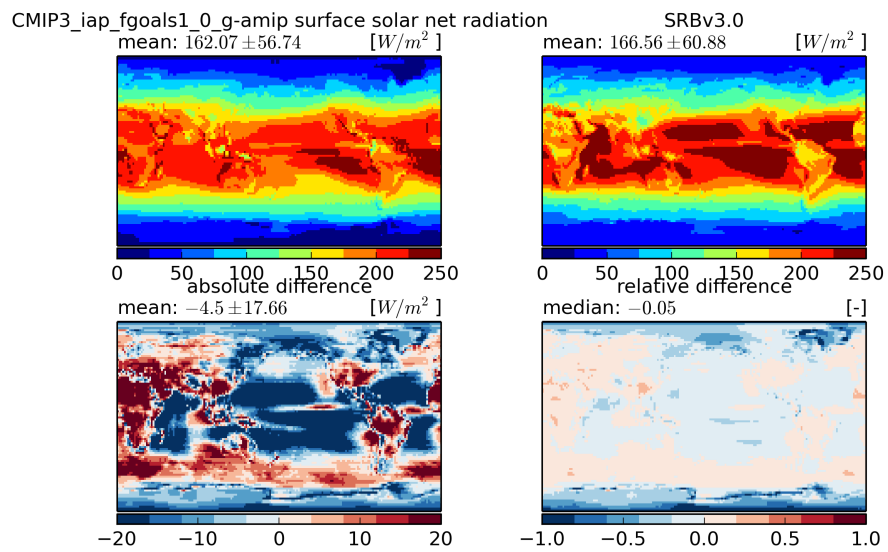 CMIP3_iap_fgoals1_0_g-amip surface solar net radiation
SRBv3.0
mean: 162.07±56.74 [W/m²]
mean: 166.56±60.88 [W/m²]
0 50 100 150 200 250
0 50 100 150 200 250
absolute difference
relative difference
mean: −4.5±17.66 [W/m²]
median: −0.05 [-]
−20 −10 0 10 20
−1.0 −0.5 0.0 0.5 1.0